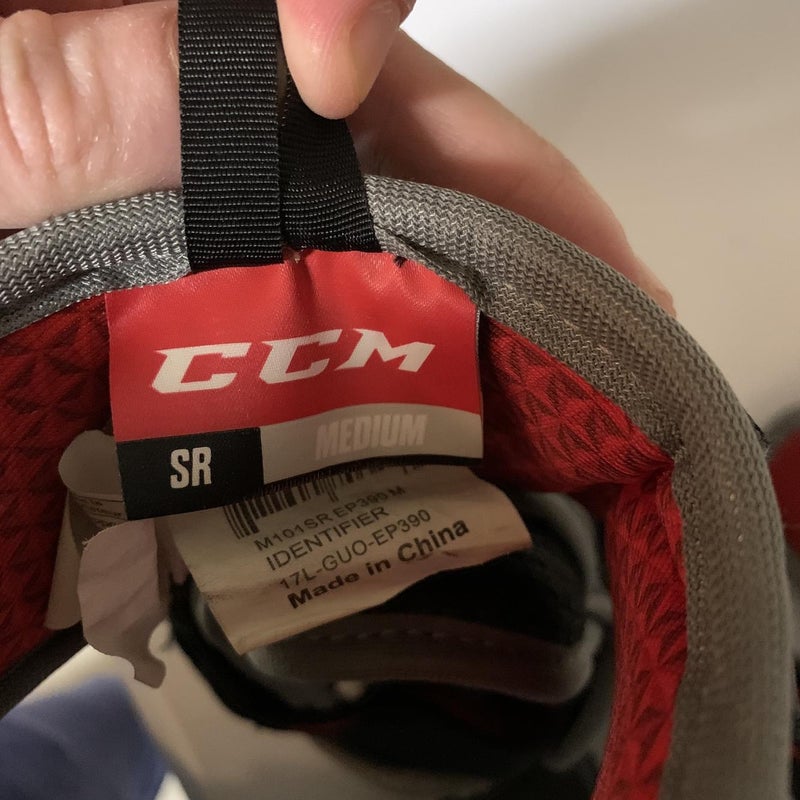 CCM
SR
MEDIUM
M101SR EP390 M
IDENTIFIER
17L-GUO-EP390
Made in China